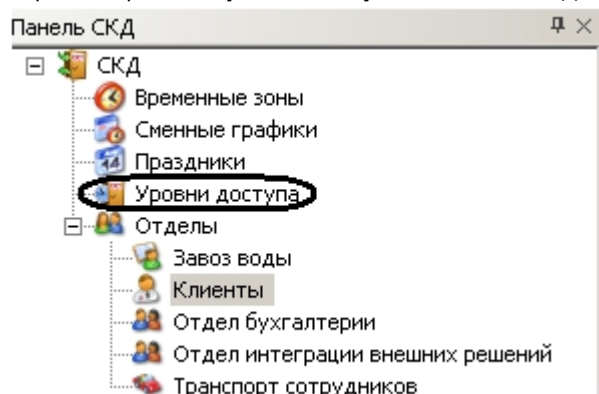 Панель СКД
СКД
Временные зоны
Сменные графики
Праздники
Уровни доступа
Отделы
Завоз воды
Клиенты
Отдел бухгалтерии
Отдел интеграции внешних решений
Транспорт сотрудников